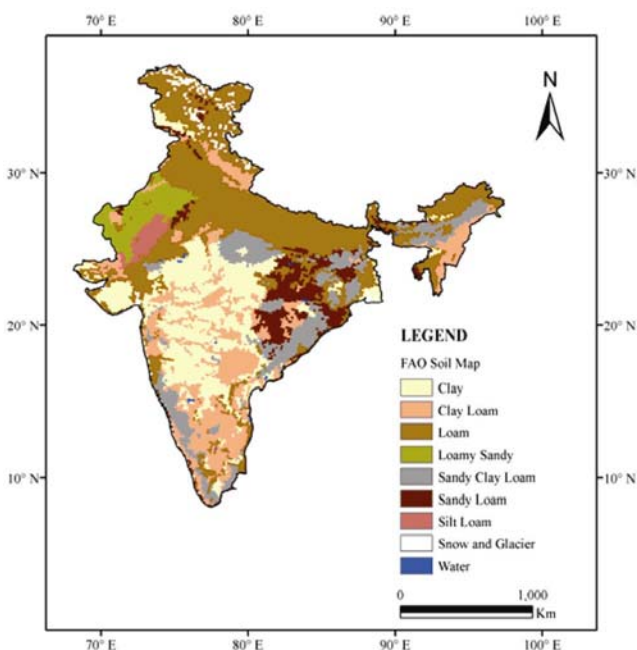 70° E 80° E 90° E 100° E
N
30° N 30° N
20° N 20° N
LEGEND
FAO Soil Map
Clay
Clay Loam
Loam
Loamy Sandy
Sandy Clay Loam
Sandy Loam
Silt Loam
Snow and Glacier
Water
10° N 10° N
0 1,000
Km
70° E 80° E 90° E 100° E